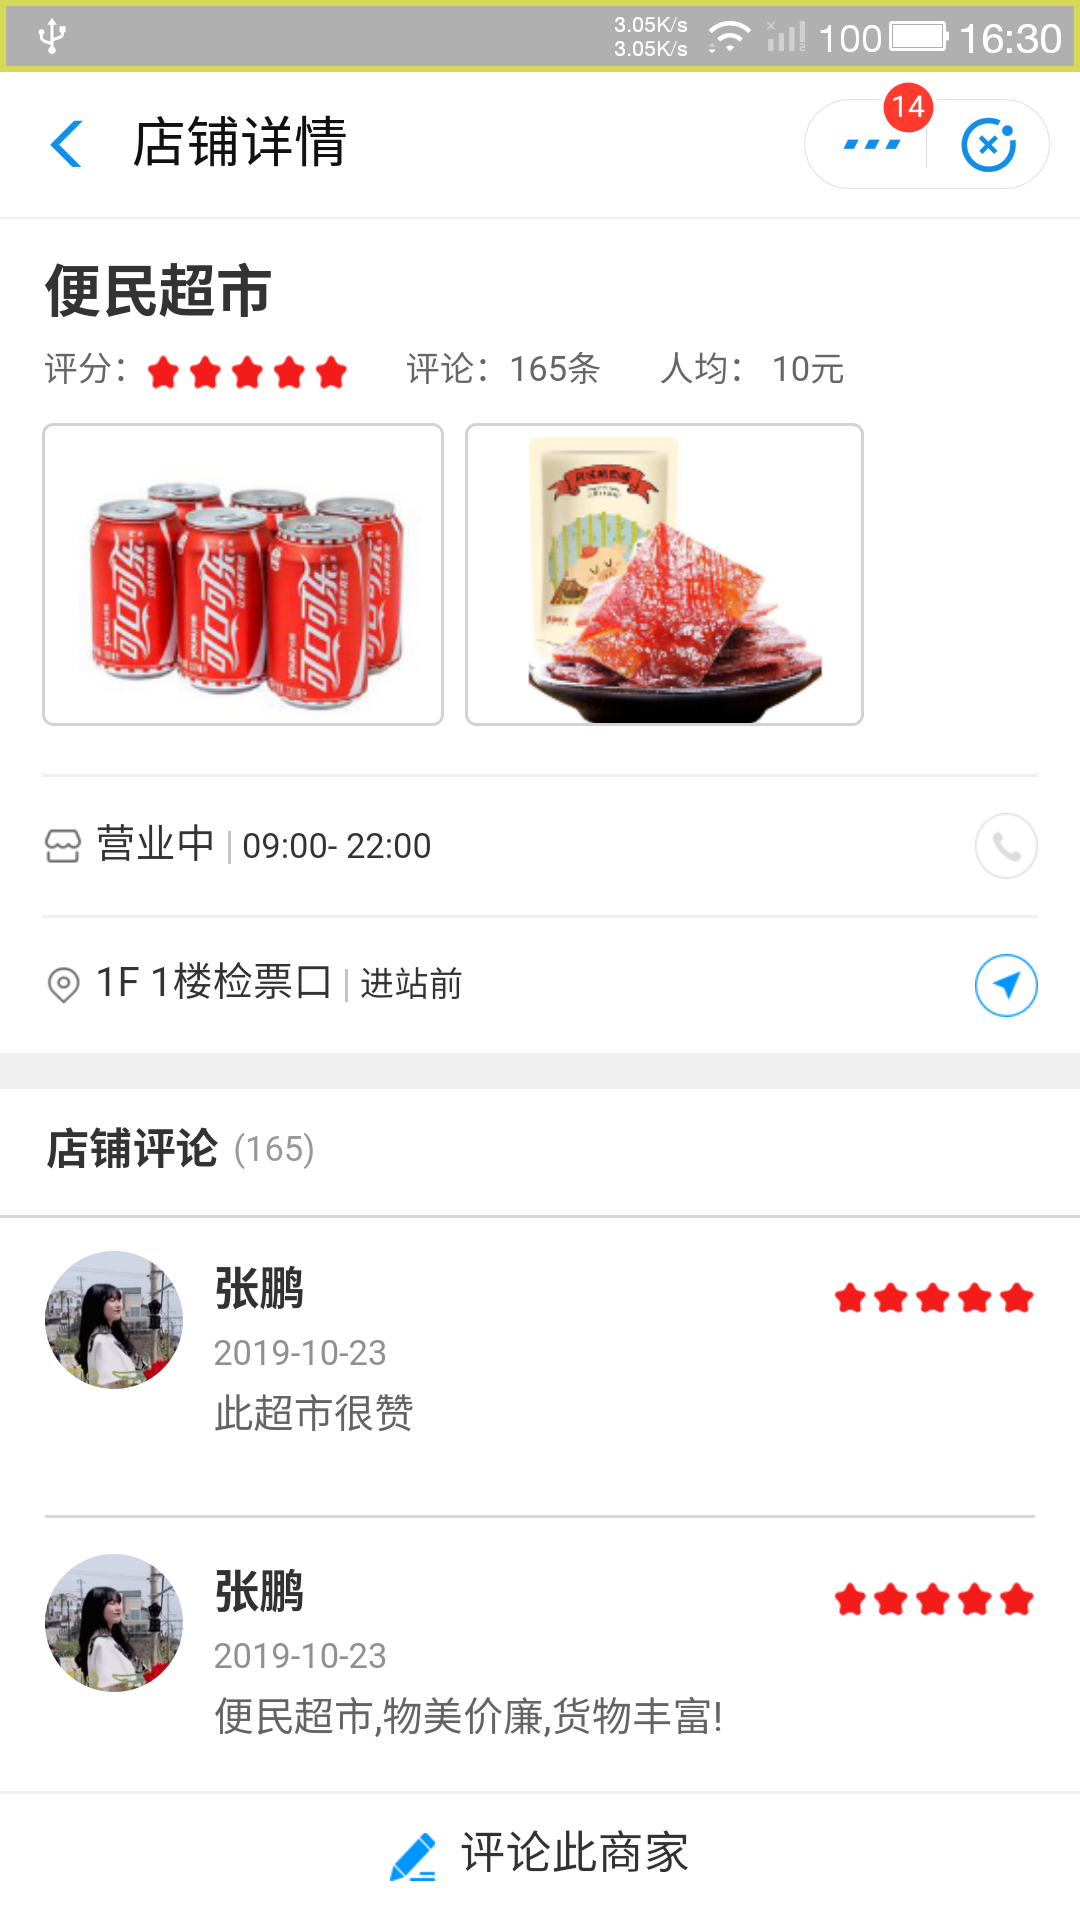 3.05K/s
3.05K/s
100
16:30
店铺详情
14
便民超市
评分：
评论：165条
人均： 10元
营业中 | 09:00- 22:00
1F 1楼检票口 | 进站前
店铺评论 (165)
张鹏
2019-10-23
此超市很赞
张鹏
2019-10-23
便民超市,物美价廉,货物丰富!
评论此商家